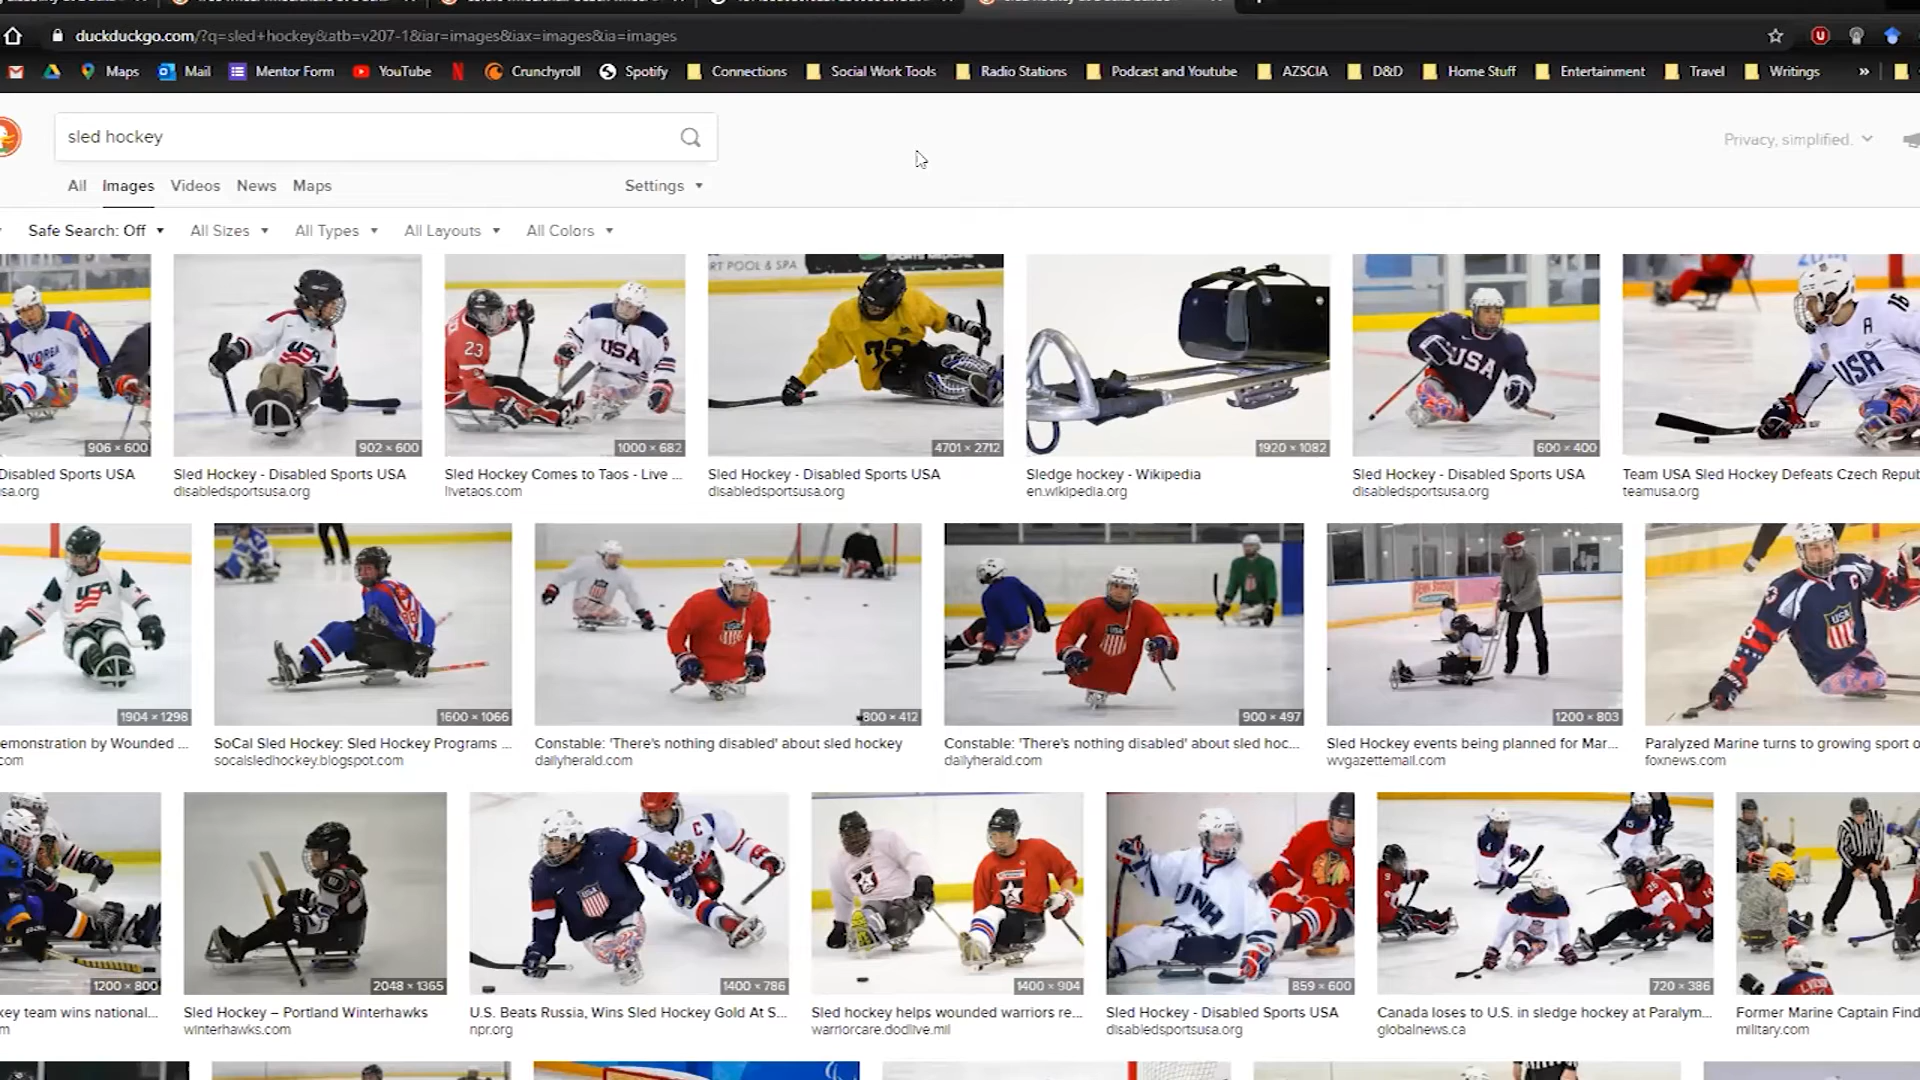 duckduckgo.com/?q=sled+hockey&atb=v207-1&iar=images&iax=images&ia=images
Maps Mail Mentor Form YouTube Crunchyroll Spotify Connections Social Work Tools Radio Stations Podcast and Youtube AZSCIA D&D Home Stuff Entertainment Travel Writings »
sled hockey
Privacy, simplified.
All Images Videos News Maps Settings
Safe Search: Off All Sizes All Types All Layouts All Colors
906 × 600 902 × 600 1000 × 682 4701 × 2712 1920 × 1082 600 × 400
Disabled Sports USA Sled Hockey - Disabled Sports USA Sled Hockey Comes to Taos - Live ... Sled Hockey - Disabled Sports USA Sledge hockey - Wikipedia Sled Hockey - Disabled Sports USA Team USA Sled Hockey Defeats Czech Repub
sa.org disabledsportsusa.org livetaos.com disabledsportsusa.org en.wikipedia.org disabledsportsusa.org teamusa.org
1904 × 1298 1600 × 1066 800 × 412 900 × 497 1200 × 803
emonstration by Wounded ... SoCal Sled Hockey: Sled Hockey Programs ... Constable: 'There's nothing disabled' about sled hockey Constable: 'There's nothing disabled' about sled hoc... Sled Hockey events being planned for Mar... Paralyzed Marine turns to growing sport o
com socalsledhockey.blogspot.com dailyherald.com dailyherald.com wvgazettemail.com foxnews.com
1200 × 800 2048 × 1365 1400 × 786 1400 × 904 859 × 600 720 × 386
key team wins national... Sled Hockey – Portland Winterhawks U.S. Beats Russia, Wins Sled Hockey Gold At S... Sled hockey helps wounded warriors re... Sled Hockey - Disabled Sports USA Canada loses to U.S. in sledge hockey at Paralym... Former Marine Captain Find
m winterhawks.com npr.org warriorcare.dodlive.mil disabledsportsusa.org globalnews.ca military.com